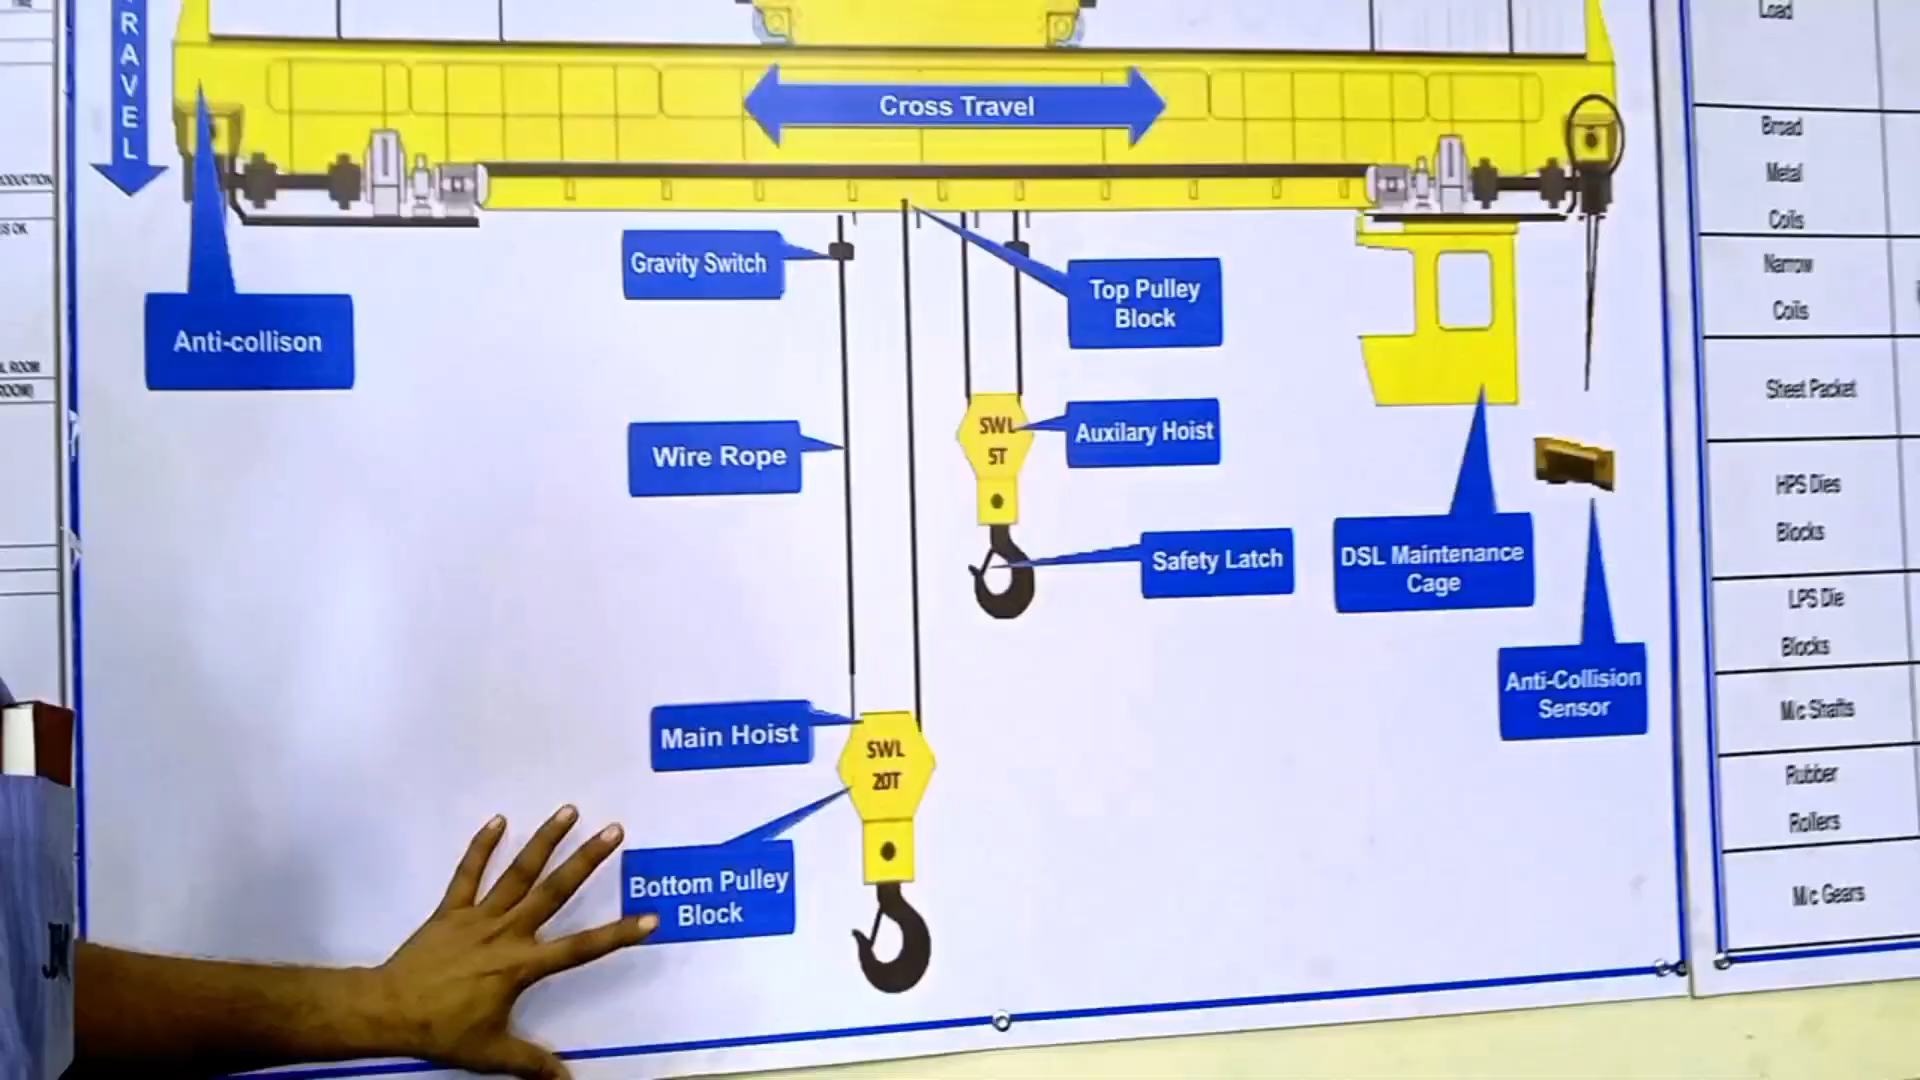 RAVEL
Cross Travel
Gravity Switch
Top Pulley
Block
Anti-collison
Wire Rope
SWL
5T
Auxilary Hoist
Safety Latch
DSL Maintenance
Cage
Anti-Collision
Sensor
Main Hoist
SWL
20T
Bottom Pulley
Block
Load
Broad
Metal
Coils
Narrow
Coils
Sheet Packet
HPS Dies
Blocks
LPS Die
Blocks
M/c Shafts
Rubber
Rollers
M/c Gears